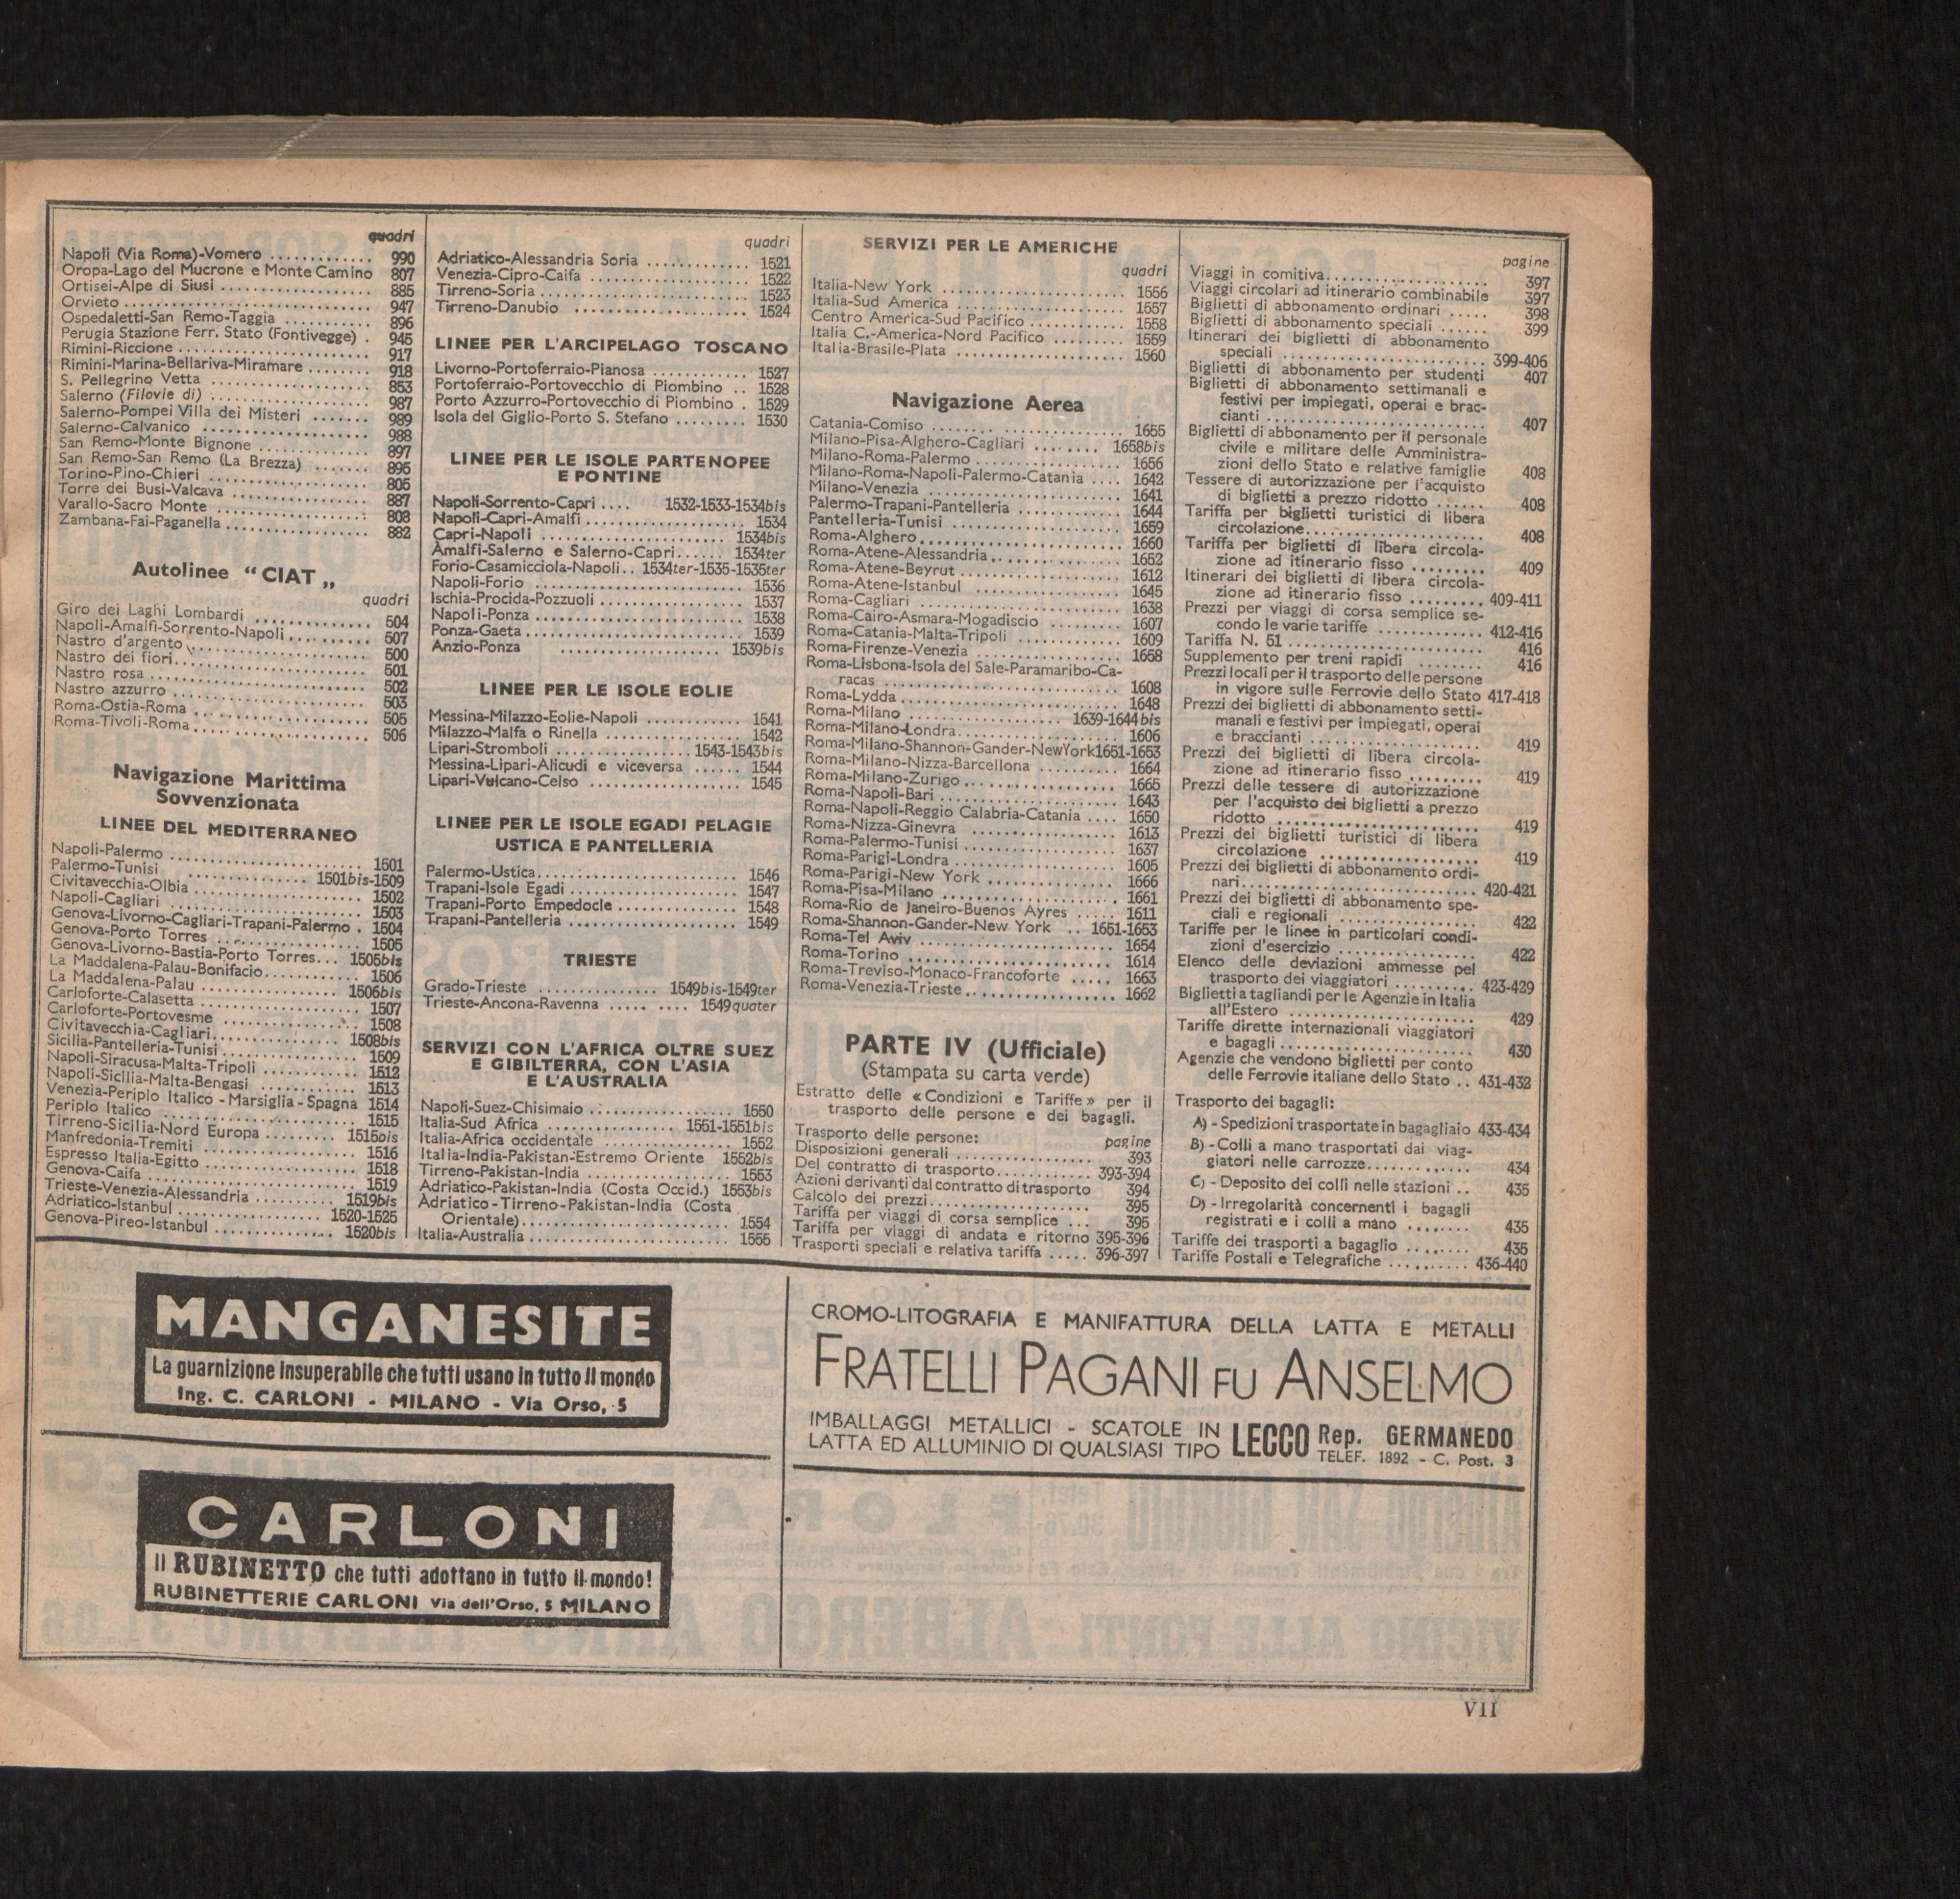 quadri
Napoli (Via Roma)-Vomero ............. 990
Oropa-Lago del Mucrone e Monte Camino 807
Ortisei-Alpe di Siusi ................... 885
Orvieto ............................... 947
Ospedaletti-San Remo-Taggia ........... 896
Perugia Stazione Ferr. Stato (Fontivegge) . 945
Rimini-Riccione ........................ 917
Rimini-Marina-Bellariva-Miramare ........ 918
S. Pellegrino Vetta .................... 853
Salerno (Filovie di) .................... 987
Salerno-Pompei Villa dei Misteri ....... 989
Salerno-Calvanico ..................... 988
San Remo-Monte Bignone .............. 897
San Remo-San Remo (La Brezza) ....... 895
Torino-Pino-Chieri .................... 805
Torre dei Busi-Valcava ................. 887
Varallo-Sacro Monte ................... 808
Zambana-Fai-Paganella ................. 882
Autolinee “CIAT„
quadri
Giro dei Laghi Lombardi .............. 504
Napoli-Amalfi-Sorrento-Napoli .......... 507
Nastro d'argento ...................... 500
Nastro dei fiori ....................... 501
Nastro rosa .......................... 502
Nastro azzurro ....................... 503
Roma-Ostia-Roma .................... 505
Roma-Tivoli-Roma .................... 506
Navigazione Marittima
Sovvenzionata
LINEE DEL MEDITERRANEO
Napoli-Palermo ....................... 1501
Palermo-Tunisi ............... 1501bis-1509
Civitavecchia-Olbia .................... 1502
Napoli-Cagliari ........................ 1503
Genova-Livorno-Cagliari-Trapani-Palermo . 1504
Genova-Porto Torres .................. 1505
Genova-Livorno-Bastia-Porto Torres... 1505bis
La Maddalena-Palau-Bonifacio............ 1506
La Maddalena-Palau ................. 1506bis
Carloforte-Calasetta ................... 1507
Carloforte-Portovesme ................. 1508
Civitavecchia-Cagliari................ 1508bis
Sicilia-Pantelleria-Tunisi ................ 1509
Napoli-Siracusa-Malta-Tripoli ............ 1512
Napoli-Sicilia-Malta-Bengasi ............ 1513
Venezia-Periplo Italico - Marsiglia - Spagna 1514
Periplo Italico ........................ 1515
Tirreno-Sicilia-Nord Europa ......... 1515bis
Manfredonia-Tremiti ................... 1516
Espresso Italia-Egitto .................. 1518
Genova-Caifa ......................... 1519
Trieste-Venezia-Alessandria .......... 1519bis
Adriatico-Istanbul ................ 1520-1525
Genova-Pireo-Istanbul .............. 1520bis
quadri
Adriatico-Alessandria Soria ............. 1521
Venezia-Cipro-Caifa ................... 1522
Tirreno-Soria ........................ 1523
Tirreno-Danubio ..................... 1524
LINEE PER L'ARCIPELAGO TOSCANO
Livorno-Portoferraio-Pianosa ............ 1527
Portoferraio-Portovecchio di Piombino .. 1528
Porto Azzurro-Portovecchio di Piombino . 1529
Isola del Giglio-Porto S. Stefano ......... 1530
LINEE PER LE ISOLE PARTENOPEE
E PONTINE
Napoli-Sorrento-Capri .... 1532-1533-1534bis
Napoli-Capri-Amalfi .................... 1534
Capri-Napoli ....................... 1534bis
Amalfi-Salerno e Salerno-Capri...... 1534ter
Forio-Casamicciola-Napoli.. 1534ter-1535-1535ter
Napoli-Forio ......................... 1536
Ischia-Procida-Pozzuoli ................. 1537
Napoli-Ponza ......................... 1538
Ponza-Gaeta .......................... 1539
Anzio-Ponza .................... 1539bis
LINEE PER LE ISOLE EOLIE
Messina-Milazzo-Eolie-Napoli ............ 1541
Milazzo-Malfa o Rinella ................ 1542
Lipari-Stromboli ................ 1543-1543bis
Messina-Lipari-Alicudi e viceversa ...... 1544
Lipari-Vulcano-Celso .................. 1545
LINEE PER LE ISOLE EGADI PELAGIE
USTICA E PANTELLERIA
Palermo-Ustica........................ 1546
Trapani-Isole Egadi .................... 1547
Trapani-Porto Empedocle ............... 1548
Trapani-Pantelleria ..................... 1549
TRIESTE
Grado-Trieste .............. 1549bis-1549ter
Trieste-Ancona-Ravenna ..... .... 1549quater
SERVIZI CON L'AFRICA OLTRE SUEZ
E GIBILTERRA, CON L'ASIA
E L'AUSTRALIA
Napoli-Suez-Chisimaio .................. 1550
Italia-Sud Africa ................ 1551-1551bis
Italia-Africa occidentale ................ 1552
Italia-India-Pakistan-Estremo Oriente 1552bis
Tirreno-Pakistan-India .................. 1553
Adriatico-Pakistan-India (Costa Occid.) 1553bis
Adriatico - Tirreno - Pakistan-India (Costa
Orientale)........................... 1554
Italia-Australia ......................... 1555
SERVIZI PER LE AMERICHE
quadri
Italia-New York ....................... 1556
Italia-Sud America .................... 1557
Centro America-Sud Pacifico ............ 1558
Italia C.-America-Nord Pacifico ......... 1559
Italia-Brasile-Plata ..................... 1560
Navigazione Aerea
Catania-Comiso ....................... 1655
Milano-Pisa-Alghero-Cagliari ........ 1658bis
Milano-Roma-Palermo .................. 1656
Milano-Roma-Napoli-Palermo-Catania .... 1642
Milano-Venezia ....................... 1641
Palermo-Trapani-Pantelleria ............. 1644
Pantelleria-Tunisi ...................... 1659
Roma-Alghero ......................... 1660
Roma-Atene-Alessandria................ 1652
Roma-Atene-Beyrut ................... 1612
Roma-Atene-Istanbul .................. 1645
Roma-Cagliari ........................ 1638
Roma-Cairo-Asmara-Mogadiscio ......... 1607
Roma-Catania-Malta-Tripoli ............. 1609
Roma-Firenze-Venezia ................. 1658
Roma-Lisbona-Isola del Sale-Paramaribo-Ca-
racas ............................. 1608
Roma-Lydda .......................... 1648
Roma-Milano ................... 1639-1644bis
Roma-Milano-Londra................... 1606
Roma-Milano-Shannon-Gander-NewYork1651-1653
Roma-Milano-Nizza-Barcellona .......... 1664
Roma-Milano-Zurigo ................... 1665
Roma-Napoli-Bari ..................... 1643
Roma-Napoli-Reggio Calabria-Catania .... 1650
Roma-Nizza-Ginevra .................. 1613
Roma-Palermo-Tunisi .................. 1637
Roma-Parigi-Londra ................... 1605
Roma-Parigi-New York ................ 1666
Roma-Pisa-Milano ..................... 1661
Roma-Rio de Janeiro-Buenos Ayres ..... 1611
Roma-Shannon-Gander-New York .. 1651-1653
Roma-Tel Aviv ........................ 1654
Roma-Torino ......................... 1614
Roma-Treviso-Monaco-Francoforte ..... 1663
Roma-Venezia-Trieste ................. 1662
PARTE IV (Ufficiale)
(Stampata su carta verde)
Estratto delle «Condizioni e Tariffe» per il
trasporto delle persone e dei bagagli.
Trasporto delle persone: pagine
Disposizioni generali ................. 393
Del contratto di trasporto........... 393-394
Azioni derivanti dal contratto di trasporto 394
Calcolo dei prezzi.................... 395
Tariffa per viaggi di corsa semplice ... 395
Tariffa per viaggi di andata e ritorno 395-396
Trasporti speciali e relativa tariffa ..... 396-397
pagine
Viaggi in comitiva..................... 397
Viaggi circolari ad itinerario combinabile 397
Biglietti di abbonamento ordinari ..... 398
Biglietti di abbonamento speciali ...... 399
Itinerari dei biglietti di abbonamento
speciali ......................... 399-406
Biglietti di abbonamento per studenti 407
Biglietti di abbonamento settimanali e
festivi per impiegati, operai e brac-
cianti ............................ 407
Biglietti di abbonamento per il personale
civile e militare delle Amministra-
zioni dello Stato e relative famiglie 408
Tessere di autorizzazione per l'acquisto
di biglietti a prezzo ridotto ...... 408
Tariffa per biglietti turistici di libera
circolazione....................... 408
Tariffa per biglietti di libera circola-
zione ad itinerario fisso ......... 409
Itinerari dei biglietti di libera circola-
zione ad itinerario fisso ......... 409-411
Prezzi per viaggi di corsa semplice se-
condo le varie tariffe ............ 412-416
Tariffa N. 51 ........................ 416
Supplemento per treni rapidi ........ 416
Prezzi locali per il trasporto delle persone
in vigore sulle Ferrovie dello Stato 417-418
Prezzi dei biglietti di abbonamento setti-
manali e festivi per impiegati, operai
e braccianti ...................... 419
Prezzi dei biglietti di libera circola-
zione ad itinerario fisso ......... 419
Prezzi delle tessere di autorizzazione
per l'acquisto dei biglietti a prezzo
ridotto .......................... 419
Prezzi dei biglietti turistici di libera
circolazione ..................... 419
Prezzi dei biglietti di abbonamento ordi-
nari.............................. 420-421
Prezzi dei biglietti di abbonamento spe-
ciali e regionali .................. 422
Tariffe per le linee in particolari condi-
zioni d'esercizio .................. 422
Elenco delle deviazioni ammesse pel
trasporto dei viaggiatori .......... 423-429
Biglietti a tagliandi per le Agenzie in Italia
all'Estero ........................ 429
Tariffe dirette internazionali viaggiatori
e bagagli......................... 430
Agenzie che vendono biglietti per conto
delle Ferrovie italiane dello Stato .. 431-432
Trasporto dei bagagli:
A) - Spedizioni trasportate in bagagliaio 433-434
B) - Colli a mano trasportati dai viag-
giatori nelle carrozze............. 434
C) - Deposito dei colli nelle stazioni .. 435
D) - Irregolarità concernenti i bagagli
registrati e i colli a mano ........ 435
Tariffe dei trasporti a bagaglio ........ 435
Tariffe Postali e Telegrafiche .......... 436-440
MANGANESITE
La guarnizione insuperabile che tutti usano in tutto il mondo
Ing. C. CARLONI - MILANO - Via Orso, 5
CARLONI
Il RUBINETTO che tutti adottano in tutto il mondo!
RUBINETTERIE CARLONI Via dell'Orso, 5 MILANO
CROMO-LITOGRAFIA E MANIFATTURA DELLA LATTA E METALLI
FRATELLI PAGANI FU ANSELMO
IMBALLAGGI METALLICI - SCATOLE IN
LATTA ED ALLUMINIO DI QUALSIASI TIPO
LECCO
Rep. GERMANEDO
TELEF. 1892 - C. Post. 3
VII